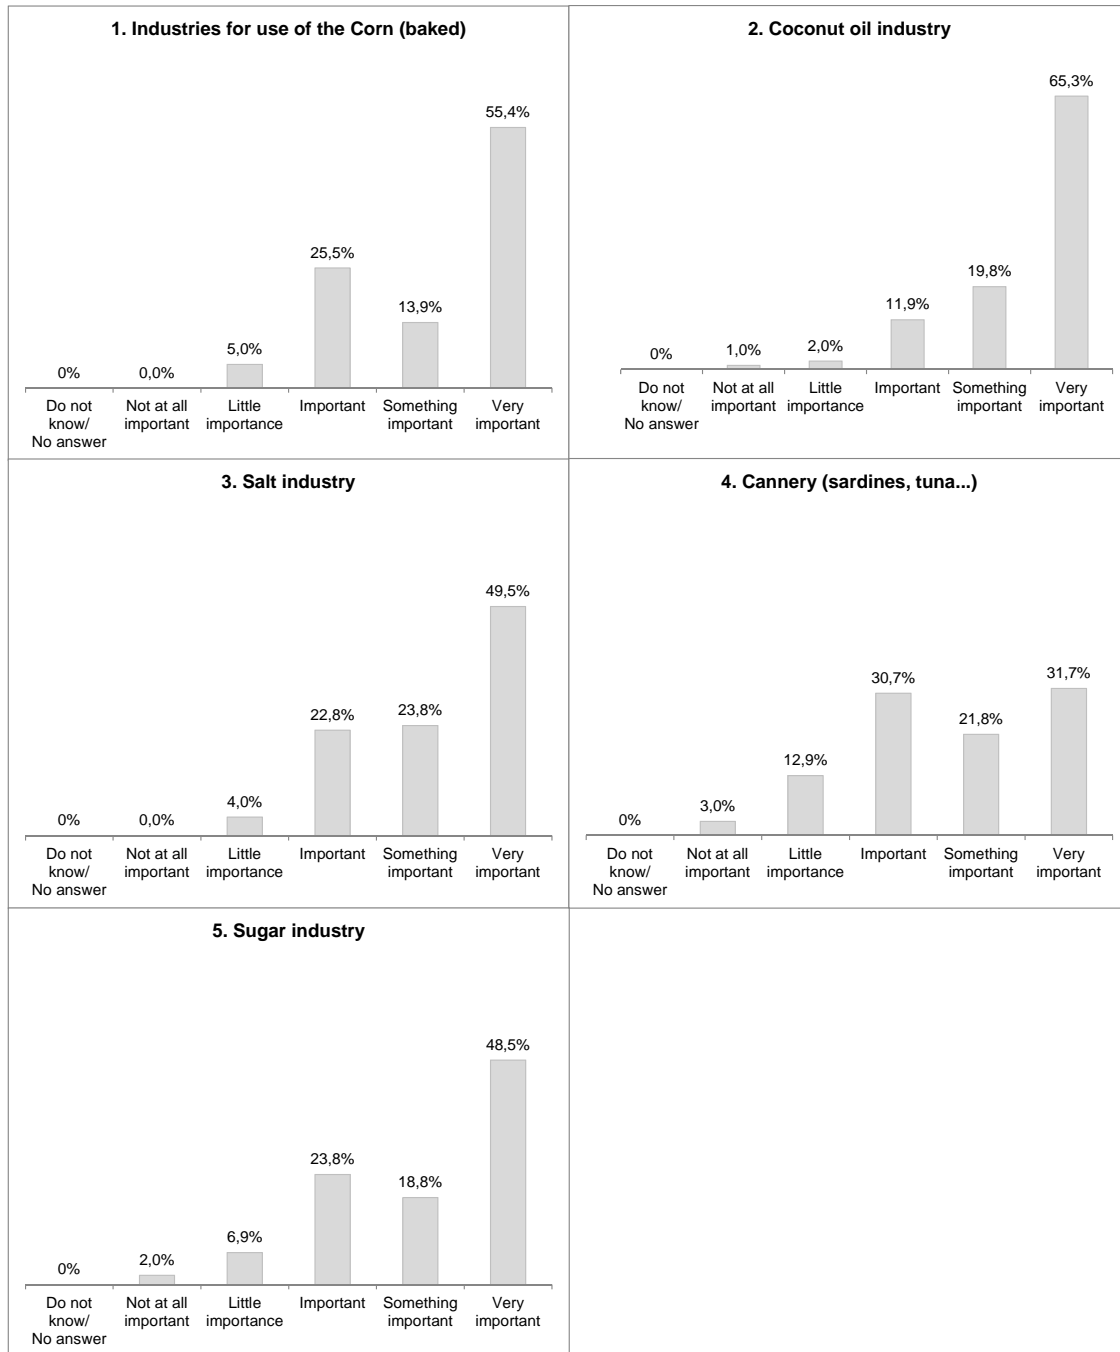 1. Industries for use of the Corn (baked)
55,4%
25,5%
13,9%
5,0%
0%
0,0%
Do not
know/
No answer
Not at all
important
Little
importance
Important
Something
important
Very
important
2. Coconut oil industry
65,3%
19,8%
11,9%
2,0%
1,0%
0%
Do not
know/
No answer
Not at all
important
Little
importance
Important
Something
important
Very
important
3. Salt industry
49,5%
23,8%
22,8%
4,0%
0%
0,0%
Do not
know/
No answer
Not at all
important
Little
importance
Important
Something
important
Very
important
4. Cannery (sardines, tuna...)
31,7%
30,7%
21,8%
12,9%
3,0%
0%
Do not
know/
No answer
Not at all
important
Little
importance
Important
Something
important
Very
important
5. Sugar industry
48,5%
23,8%
18,8%
6,9%
2,0%
0%
Do not
know/
No answer
Not at all
important
Little
importance
Important
Something
important
Very
important